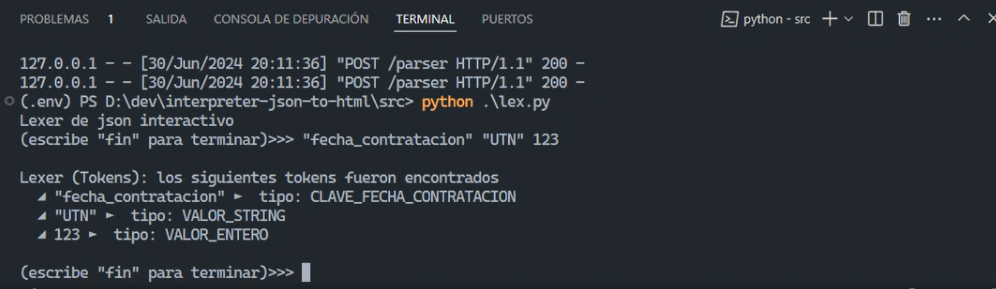 PROBLEMAS 1 SALIDA CONSOLA DE DEPURACIÓN TERMINAL PUERTOS python - src
127.0.0.1 - - [30/Jun/2024 20:11:36] "POST /parser HTTP/1.1" 200 -
127.0.0.1 - - [30/Jun/2024 20:11:36] "POST /parser HTTP/1.1" 200 -
(.env) PS D:\dev\interpreter-json-to-html\src> python .\lex.py
Lexer de json interactivo
(escribe "fin" para terminar)>>> "fecha_contratacion" "UTN" 123
Lexer (Tokens): los siguientes tokens fueron encontrados
◢ "fecha_contratacion" ► tipo: CLAVE_FECHA_CONTRATACION
◢ "UTN" ► tipo: VALOR_STRING
◢ 123 ► tipo: VALOR_ENTERO
(escribe "fin" para terminar)>>>